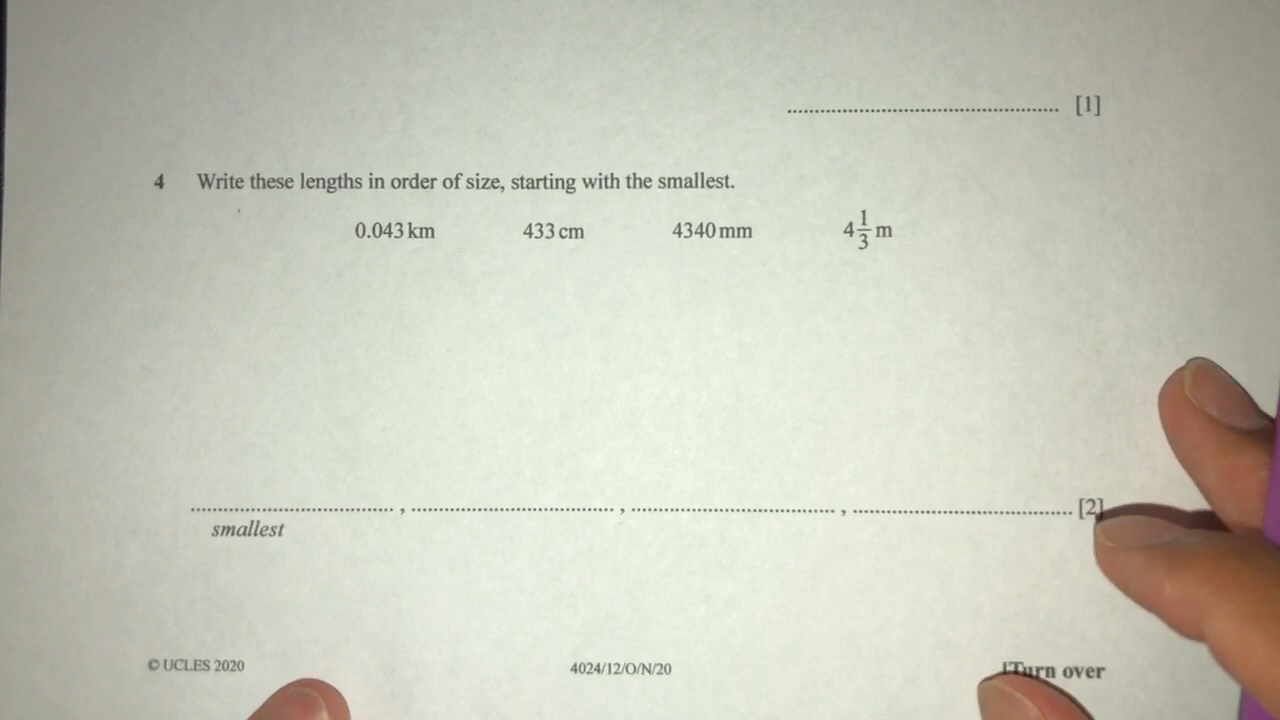 [1]
4 Write these lengths in order of size, starting with the smallest.
0.043 km 433 cm 4340 mm 4 1/3 m
.................... , .................... , .................... , .................... [2]
smallest
© UCLES 2020 4024/12/O/N/20 [Turn over